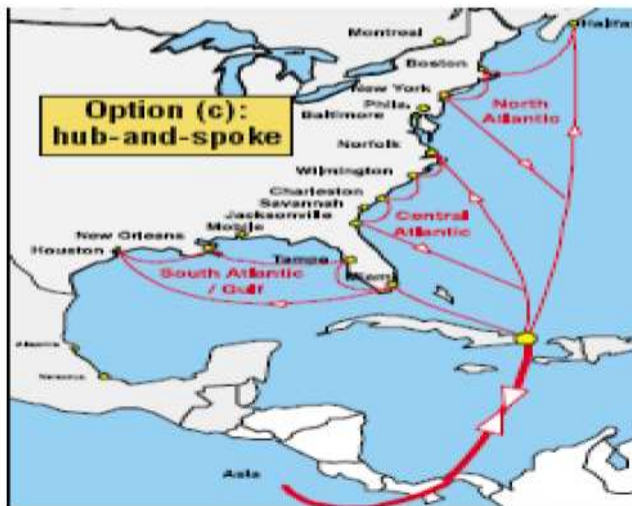 Montreal
Halifax
Boston
New York
North
Atlantic
Option (c):
hub-and-spoke
Phila.
Baltimore
Norfolk
Wilmington
Charleston
Savannah
Jacksonville
Central
Atlantic
New Orleans
Mobile
Houston
Tampa
Miami
South Atlantic
/ Gulf
Asia